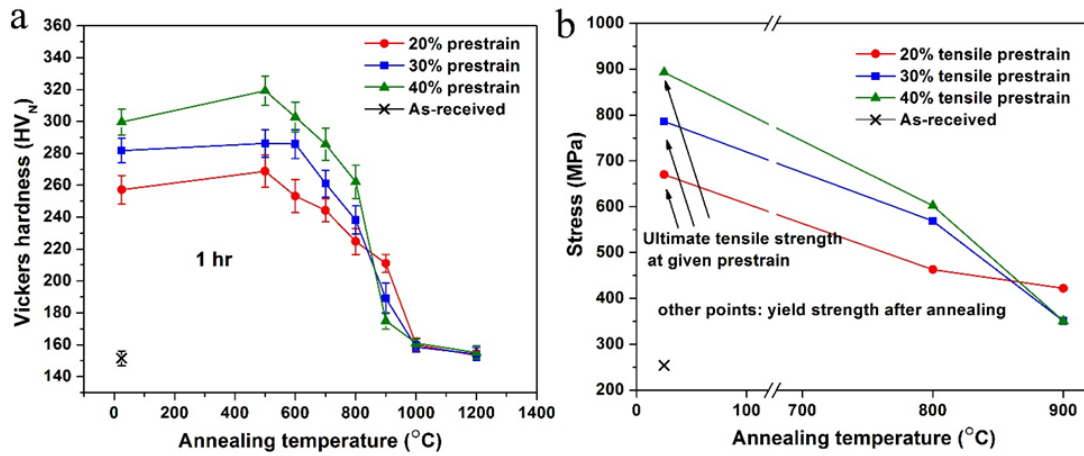 a
360
340
320
300
280
260
240
220
200
180
160
140
Vickers hardness (HV_N)
20% prestrain
30% prestrain
40% prestrain
As-received
1 hr
0 200 400 600 800 1000 1200 1400
Annealing temperature (°C)
b
1000
900
800
700
600
500
400
300
200
Stress (MPa)
20% tensile prestrain
30% tensile prestrain
40% tensile prestrain
As-received
Ultimate tensile strength
at given prestrain
other points: yield strength after annealing
0 100 700 800 900
Annealing temperature (°C)